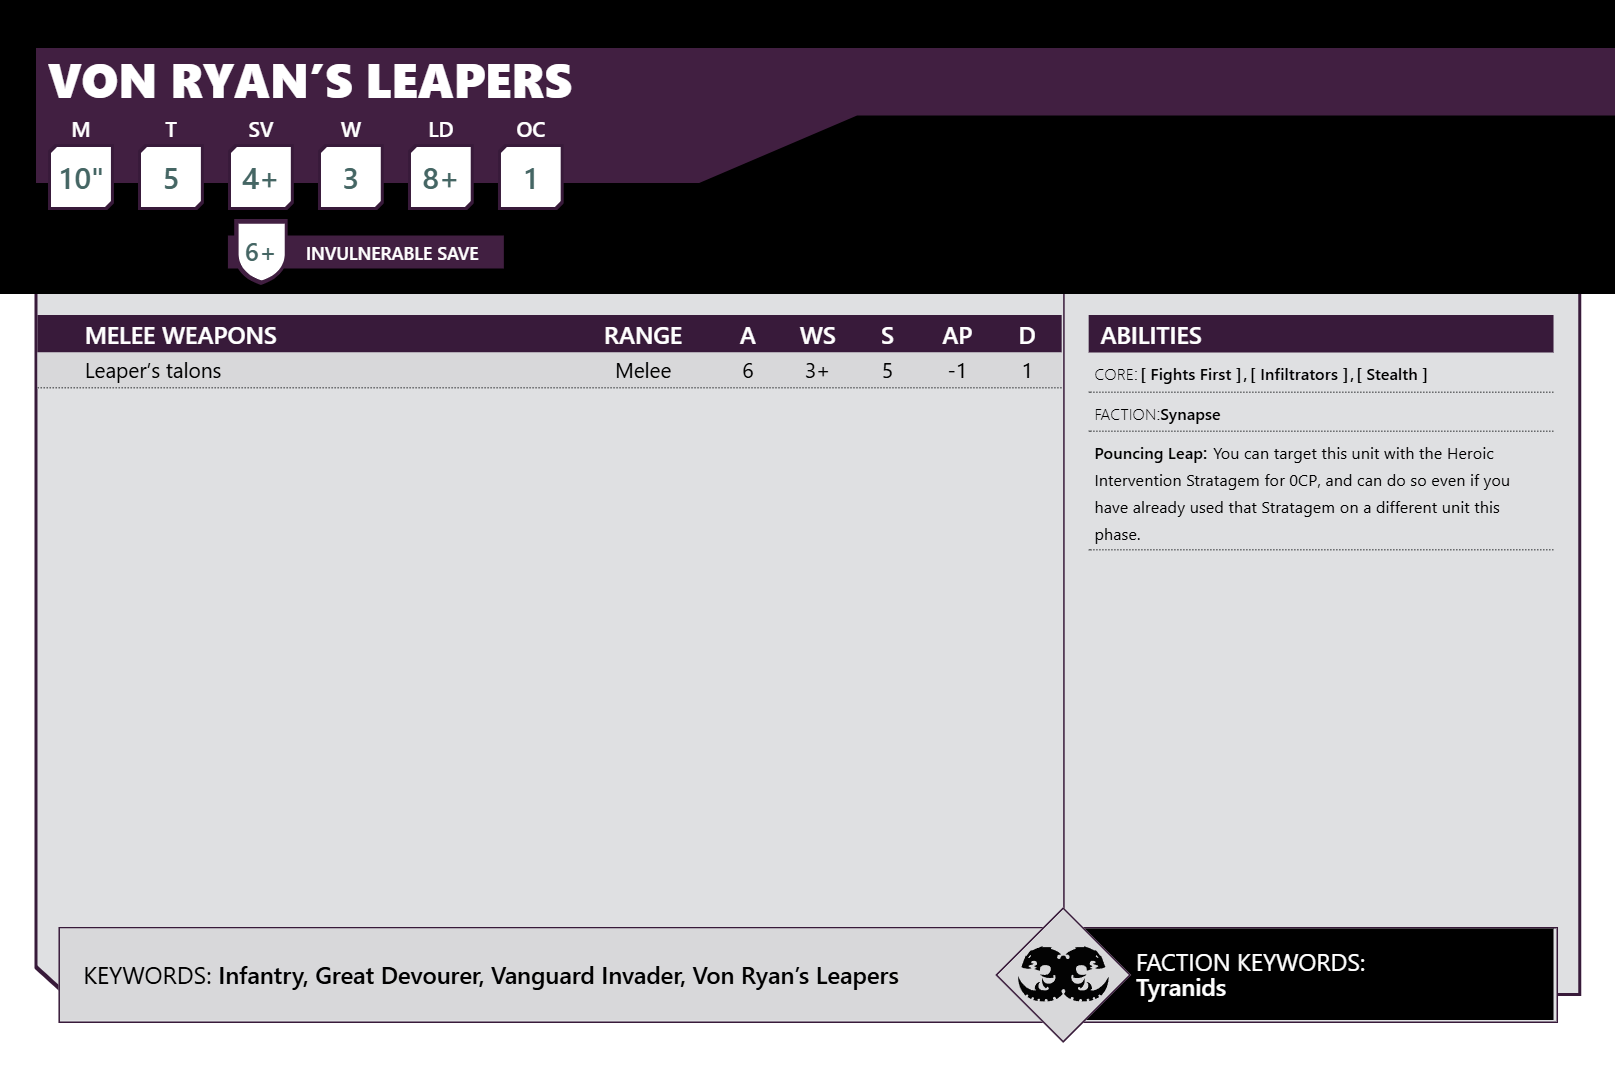 VON RYAN’S LEAPERS
M T SV W LD OC
10" 5 4+ 3 8+ 1
6+ INVULNERABLE SAVE
MELEE WEAPONS RANGE A WS S AP D
Leaper’s talons Melee 6 3+ 5 -1 1
ABILITIES
CORE: [ Fights First ] , [ Infiltrators ] , [ Stealth ]
FACTION:Synapse
Pouncing Leap: You can target this unit with the Heroic
Intervention Stratagem for 0CP, and can do so even if you
have already used that Stratagem on a different unit this
phase.
KEYWORDS: Infantry, Great Devourer, Vanguard Invader, Von Ryan’s Leapers
FACTION KEYWORDS:
Tyranids